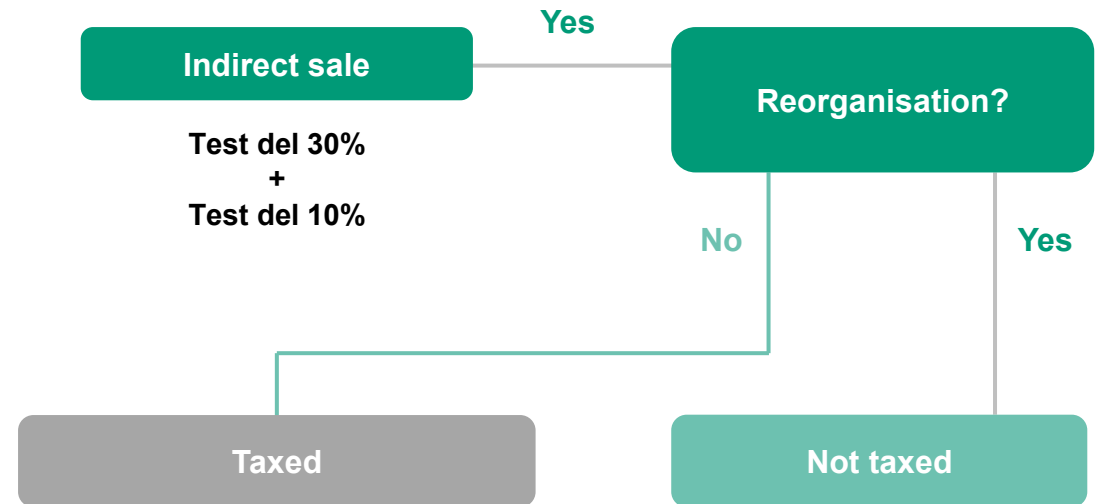 Yes
Indirect sale
Reorganisation?
Test del 30%
+
Test del 10%
No
Yes
Taxed
Not taxed